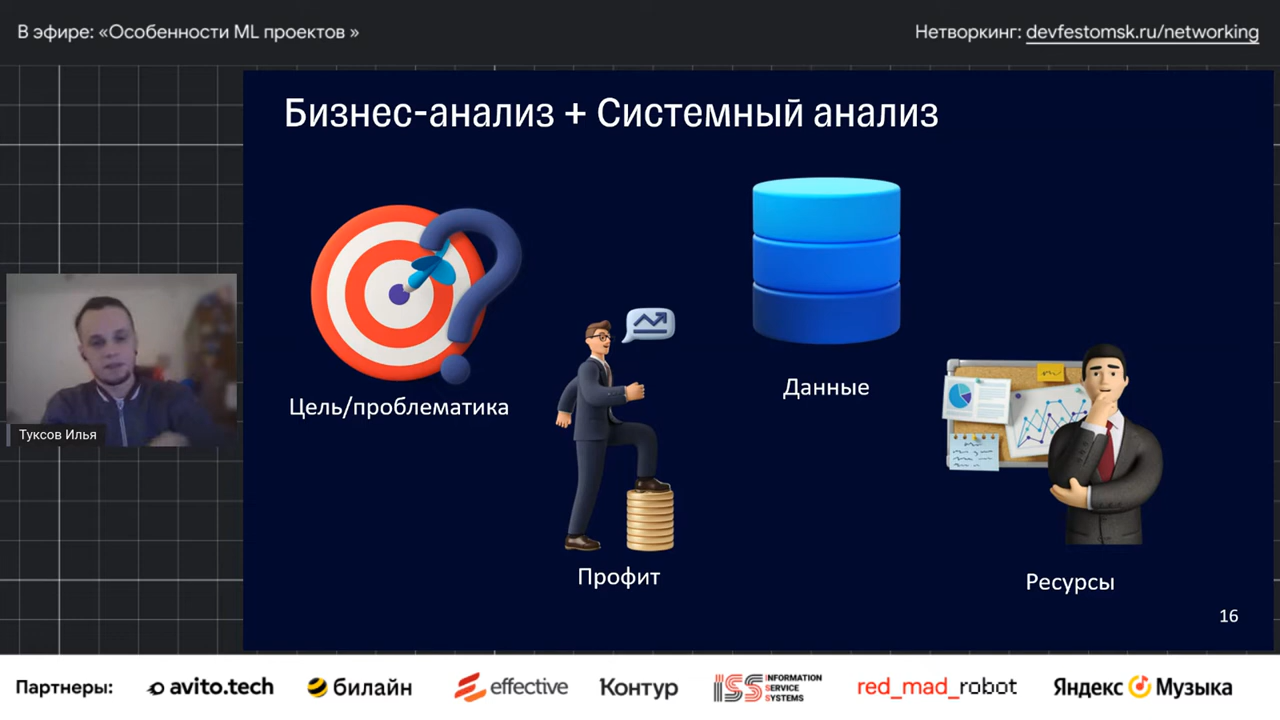 В эфире: «Особенности ML проектов »
Нетворкинг: devfestomsk.ru/networking
Бизнес-анализ + Системный анализ
Цель/проблематика
Данные
Профит
Ресурсы
16
Туксов Илья
Партнеры:
avito.tech
билайн
effective
Контур
ISS INFORMATION
SERVICE
SYSTEMS
red_mad_robot
Яндекс Музыка